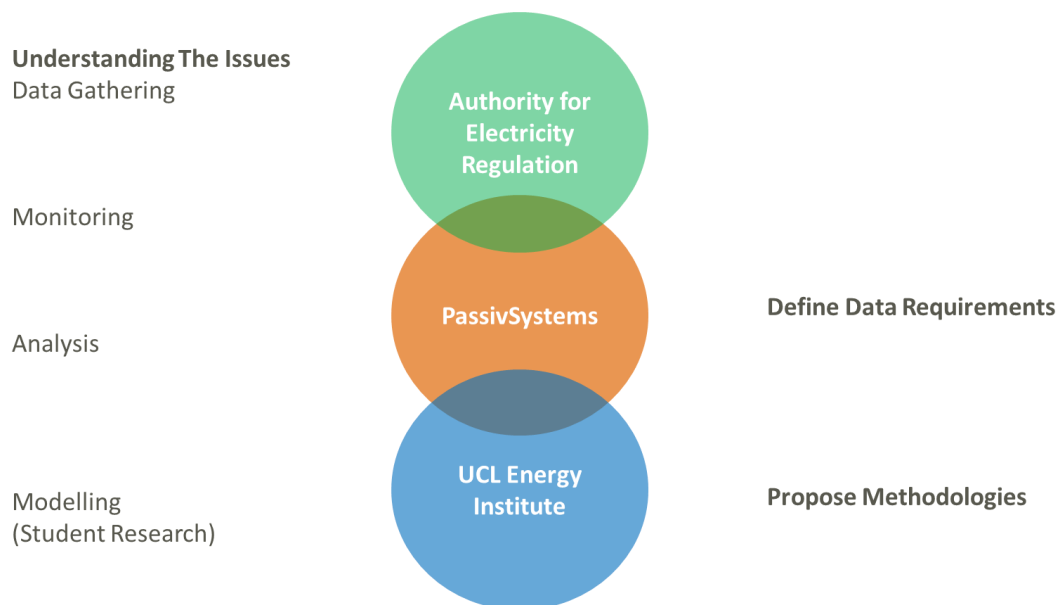 Understanding The Issues
Data Gathering
Authority for
Electricity
Regulation
Monitoring
PassivSystems
Define Data Requirements
Analysis
UCL Energy
Institute
Modelling
(Student Research)
Propose Methodologies